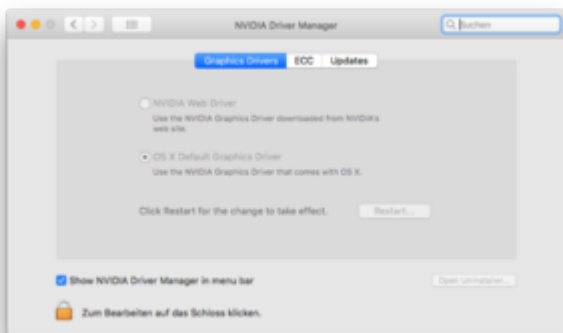 NVIDIA Driver Manager
Suchen
Graphics Drivers ECC Updates
NVIDIA Web Driver
Use the NVIDIA Graphics Driver downloaded from NVIDIA's
web site.
OS X Default Graphics Driver
Use the NVIDIA Graphics Driver that comes with OS X.
Click Restart for the change to take effect. Restart...
Show NVIDIA Driver Manager in menu bar
Open Uninstaller...
Zum Bearbeiten auf das Schloss klicken.